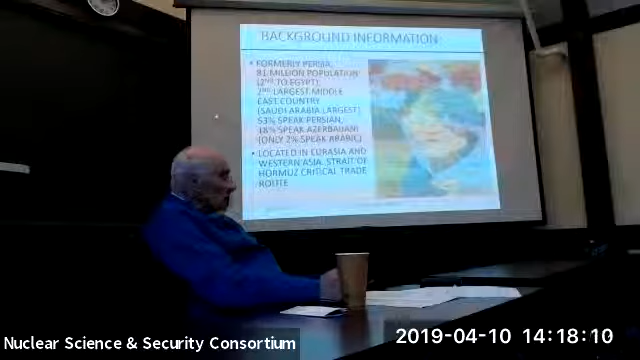 BACKGROUND INFORMATION
• FORMERLY PERSIA,
81 MILLION POPULATION
(2ND TO EGYPT);
2ND LARGEST MIDDLE
EAST COUNTRY
(SAUDI ARABIA LARGEST)
53% SPEAK PERSIAN,
18% SPEAK AZERBAIJANI
(ONLY 2% SPEAK ARABIC)
• LOCATED IN EURASIA AND
WESTERN ASIA. STRAIT OF
HORMUZ CRITICAL TRADE
ROUTE
Nuclear Science & Security Consortium
2019-04-10 14:18:10